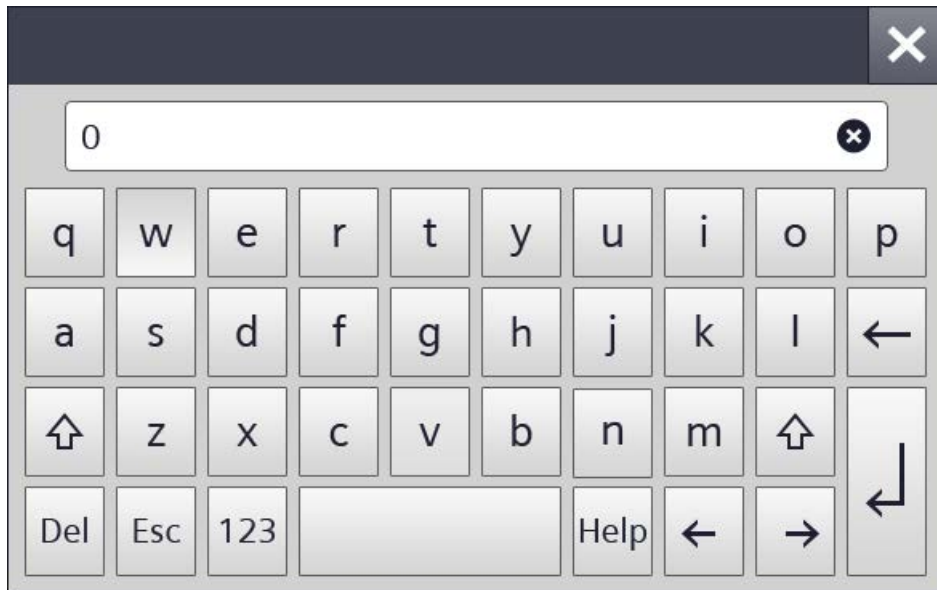 0
q w e r t y u i o p
a s d f g h j k l ←
z x c v b n m
Del Esc 123 Help ← →